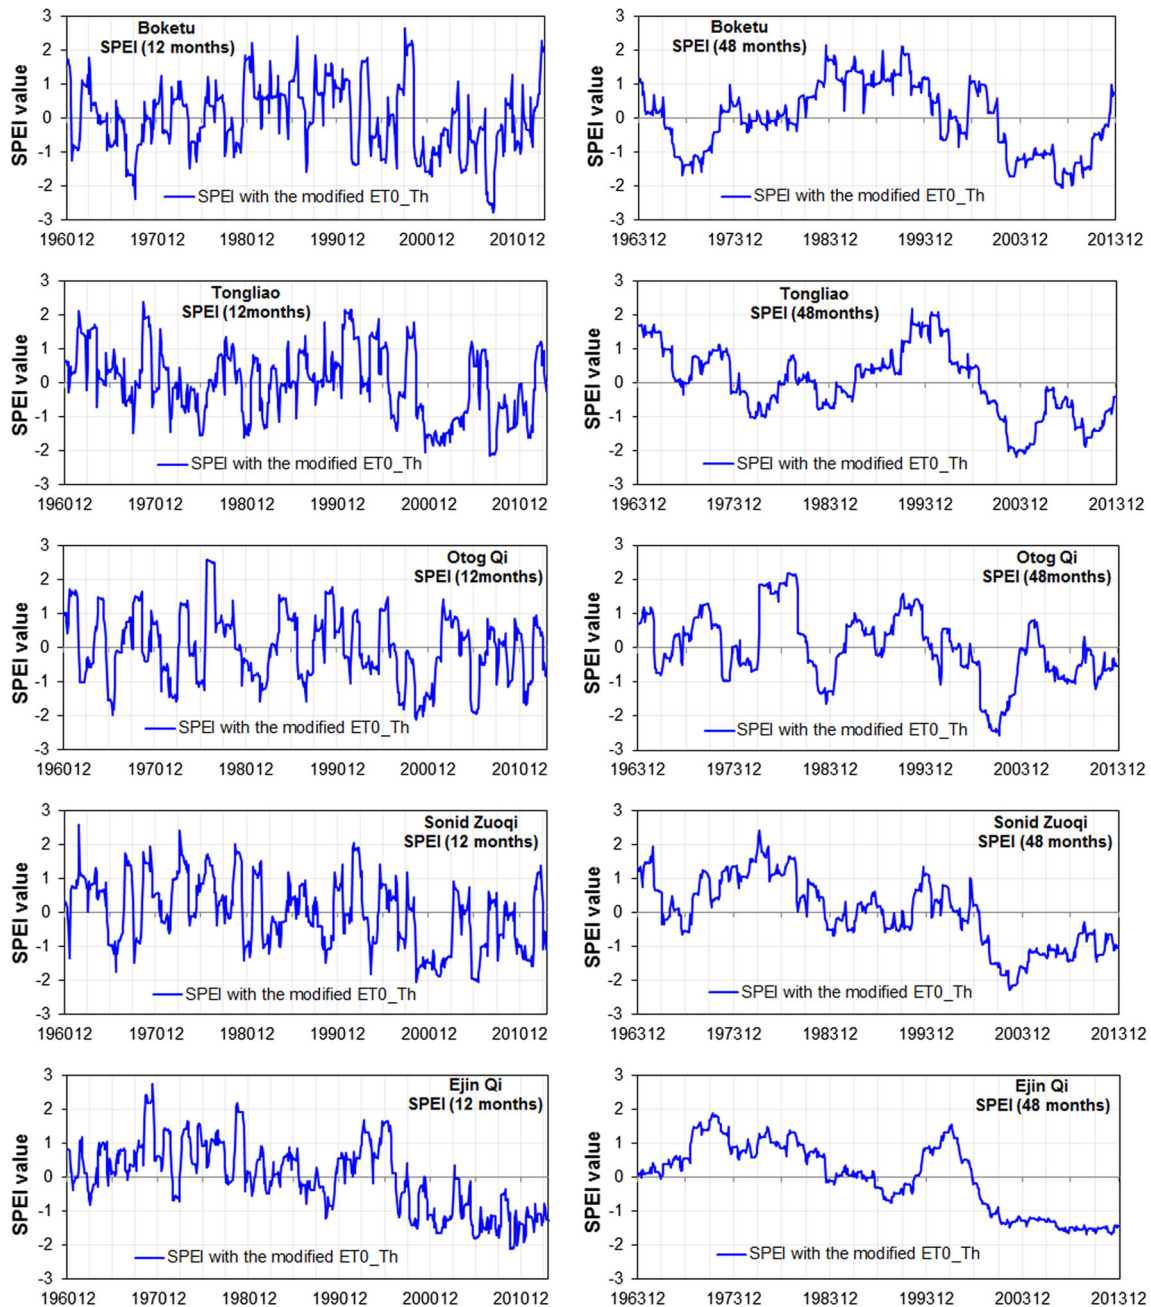 3
2
1
0
-1
-2
-3
SPEI value
Boketu
SPEI (12 months)
SPEI with the modified ET0_Th
196012 197012 198012 199012 200012 201012
3
2
1
0
-1
-2
-3
SPEI value
Boketu
SPEI (48 months)
SPEI with the modified ET0_Th
196312 197312 198312 199312 200312 201312
3
2
1
0
-1
-2
-3
SPEI value
Tongliao
SPEI (12months)
SPEI with the modified ET0_Th
196012 197012 198012 199012 200012 201012
3
2
1
0
-1
-2
-3
SPEI value
Tongliao
SPEI (48months)
SPEI with the modified ET0_Th
196312 197312 198312 199312 200312 201312
3
2
1
0
-1
-2
-3
SPEI value
Otog Qi
SPEI (12months)
SPEI with the modified ET0_Th
196012 197012 198012 199012 200012 201012
3
2
1
0
-1
-2
-3
SPEI value
Otog Qi
SPEI (48months)
SPEI with the modified ET0_Th
196312 197312 198312 199312 200312 201312
3
2
1
0
-1
-2
-3
SPEI value
Sonid Zuoqi
SPEI (12 months)
SPEI with the modified ET0_Th
196012 197012 198012 199012 200012 201012
3
2
1
0
-1
-2
-3
SPEI value
Sonid Zuoqi
SPEI (48 months)
SPEI with the modified ET0_Th
196312 197312 198312 199312 200312 201312
3
2
1
0
-1
-2
-3
SPEI value
Ejin Qi
SPEI (12 months)
SPEI with the modified ET0_Th
196012 197012 198012 199012 200012 201012
3
2
1
0
-1
-2
-3
SPEI value
Ejin Qi
SPEI (48 months)
SPEI with the modified ET0_Th
196312 197312 198312 199312 200312 201312